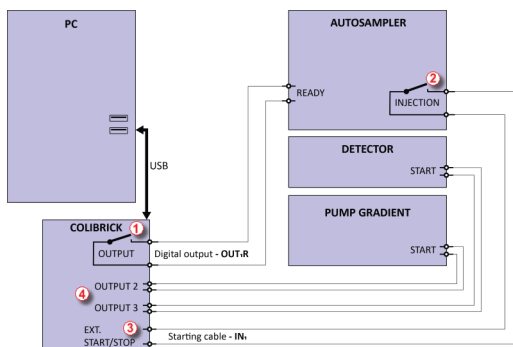 PC
USB
AUTOSAMPLER
READY
2
INJECTION
DETECTOR
START
PUMP GRADIENT
START
COLIBRICK 1
OUTPUT
Digital output - OUT1R
4
OUTPUT 2
OUTPUT 3
EXT. 3
START/STOP
Starting cable - IN1